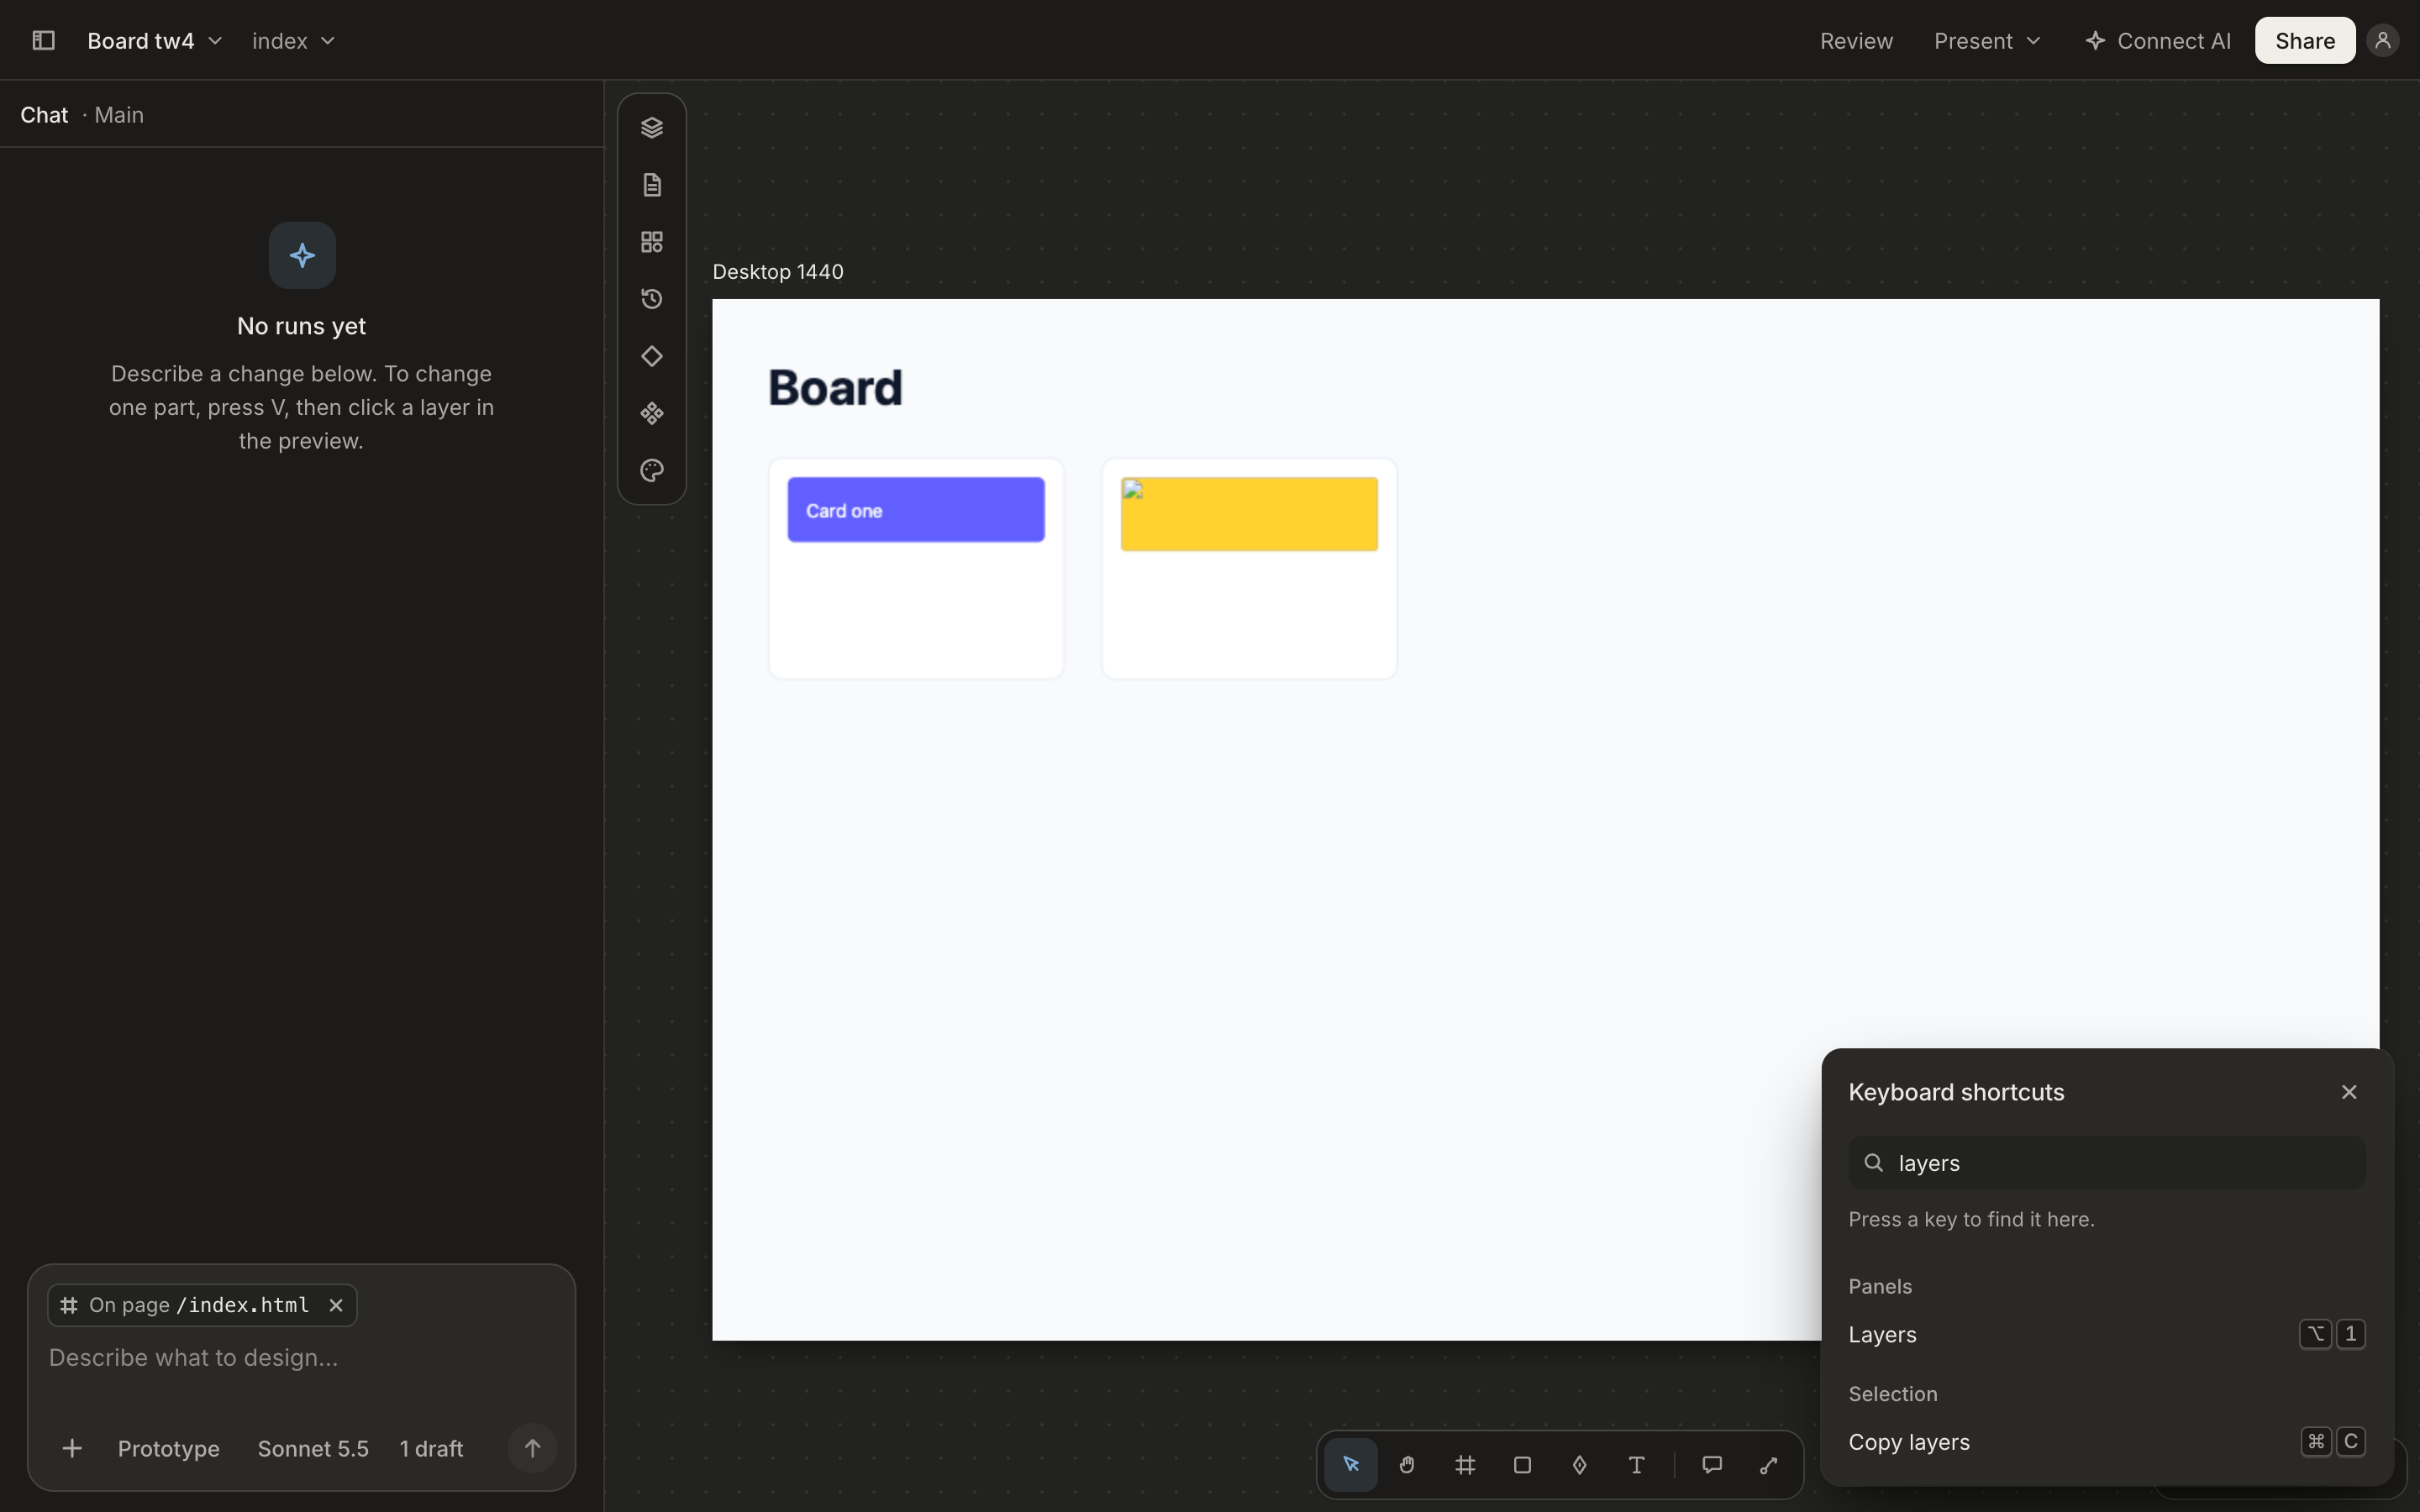 Board tw4
index
Review
Present
Connect AI
Share
Chat · Main
No runs yet
Describe a change below. To change
one part, press V, then click a layer in
the preview.
Desktop 1440
Board
Card one
On page /index.html
Describe what to design...
Prototype
Sonnet 5.5
1 draft
Keyboard shortcuts
layers
Press a key to find it here.
Panels
Layers ⌥ 1
Selection
Copy layers ⌘ C